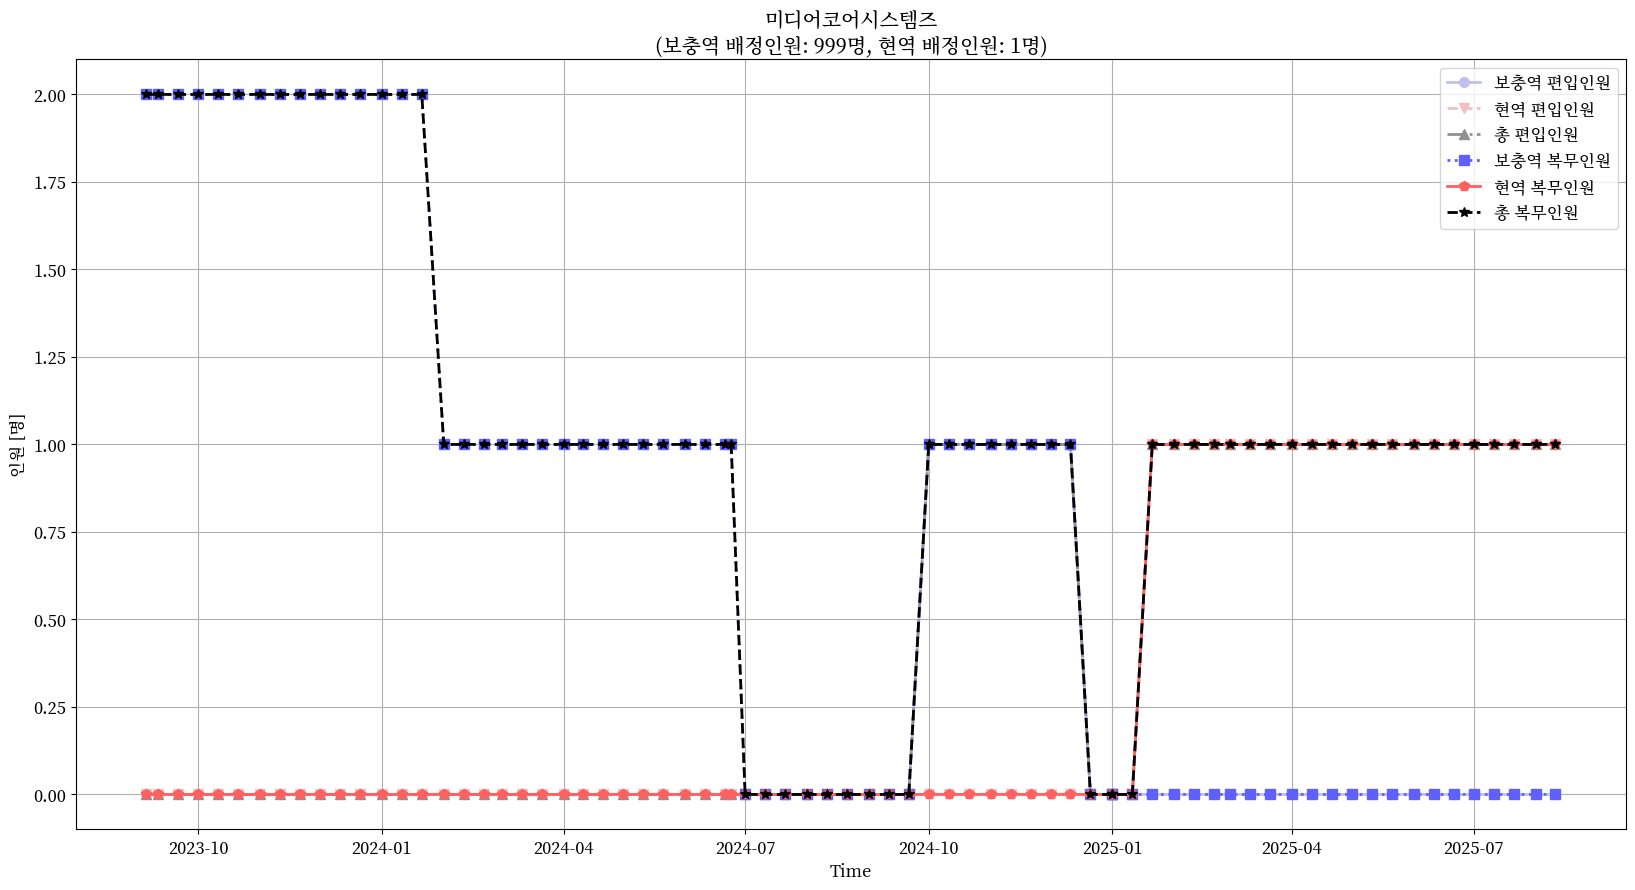 미디어코어시스템즈
(보충역 배정인원: 999명, 현역 배정인원: 1명)
보충역 편입인원
현역 편입인원
총 편입인원
보충역 복무인원
현역 복무인원
총 복무인원
인원 [명]
2.00
1.75
1.50
1.25
1.00
0.75
0.50
0.25
0.00
2023-10 2024-01 2024-04 2024-07 2024-10 2025-01 2025-04 2025-07
Time